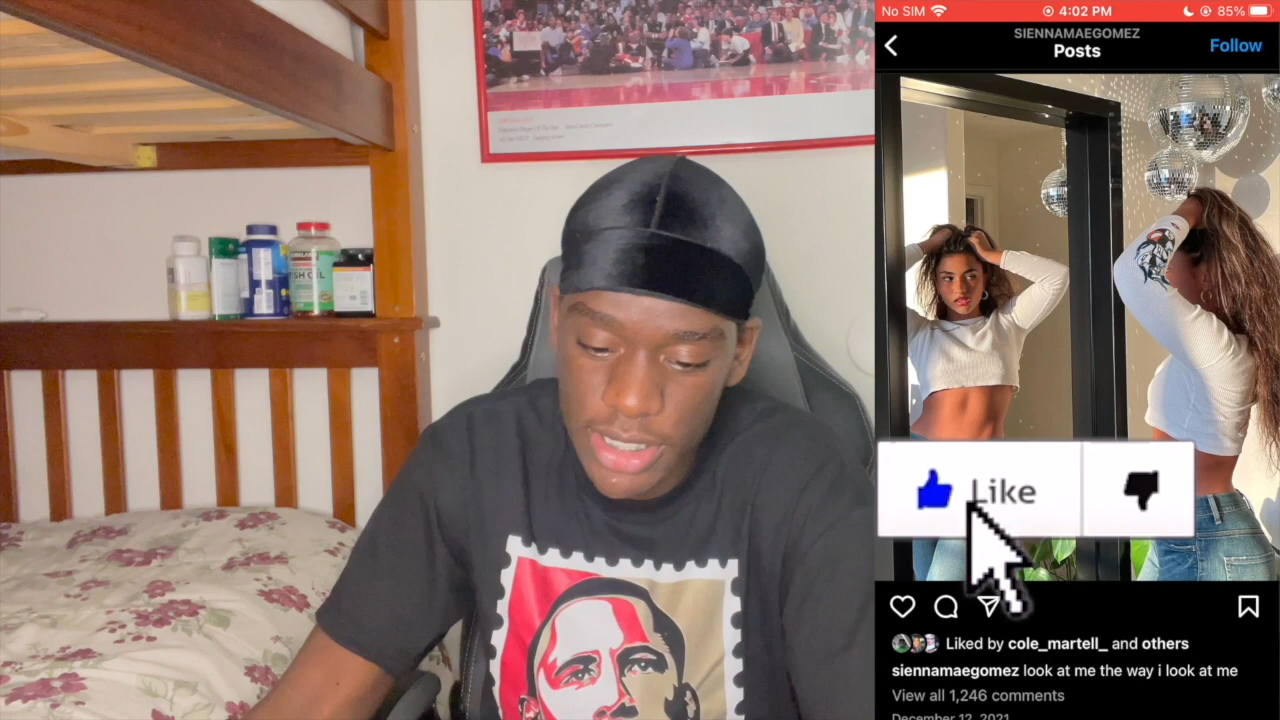 No SIM
4:02 PM
85%
SIENNAMAEGOMEZ
Posts
Follow
Like
Liked by cole_martell_ and others
siennamaegomez look at me the way i look at me
View all 1,246 comments
December 12, 2021